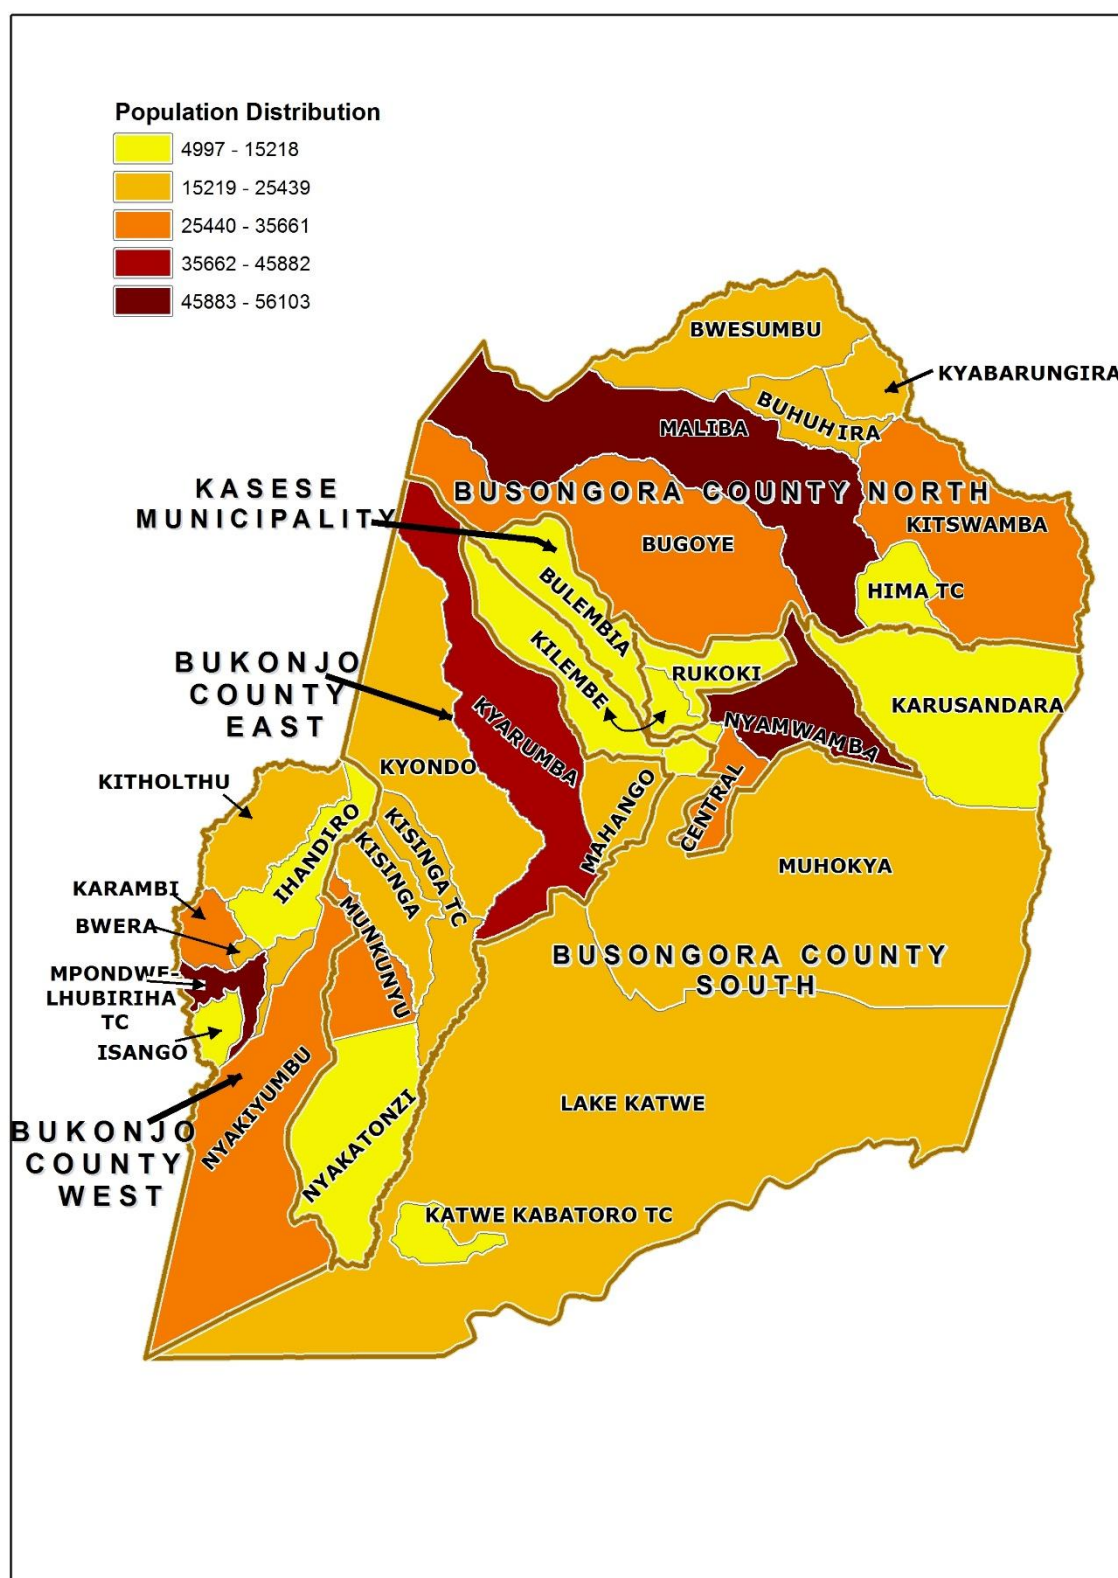 Population Distribution
4997 - 15218
15219 - 25439
25440 - 35661
35662 - 45882
45883 - 56103
BWESUMBU
KYABARUNGIRA
BUHUHIRA
MALIBA
KASESE
MUNICIPALITY
BUSONGORA COUNTY NORTH
KITSWAMBA
BUGOYE
HIMA TC
BULEMBIA
KILEMBE
RUKOKI
KARUSANDARA
BUKONJO
COUNTY
EAST
KYARUMBA
NYAMWAMBA
KYONDO
KITHOLTHU
MAHANGO
CENTRAL
IHANDIRO
KISINGA TC
KISINGA
MUHOKYA
KARAMBI
BWERA
MUNKUNYU
BUSONGORA COUNTY
SOUTH
MPONDWE-
LHUBIRIHA
TC
ISANGO
NYAKIYUMBU
LAKE KATWE
BUKONJO
COUNTY
WEST
NYAKATONZI
KATWE KABATORO TC